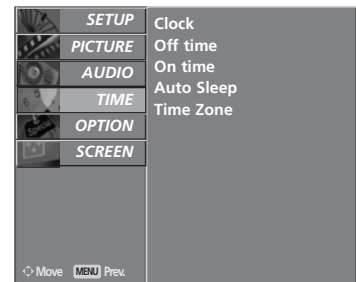 SETUP
PICTURE
AUDIO
TIME
OPTION
SCREEN
Clock
Off time
On time
Auto Sleep
Time Zone
Move MENU Prev.